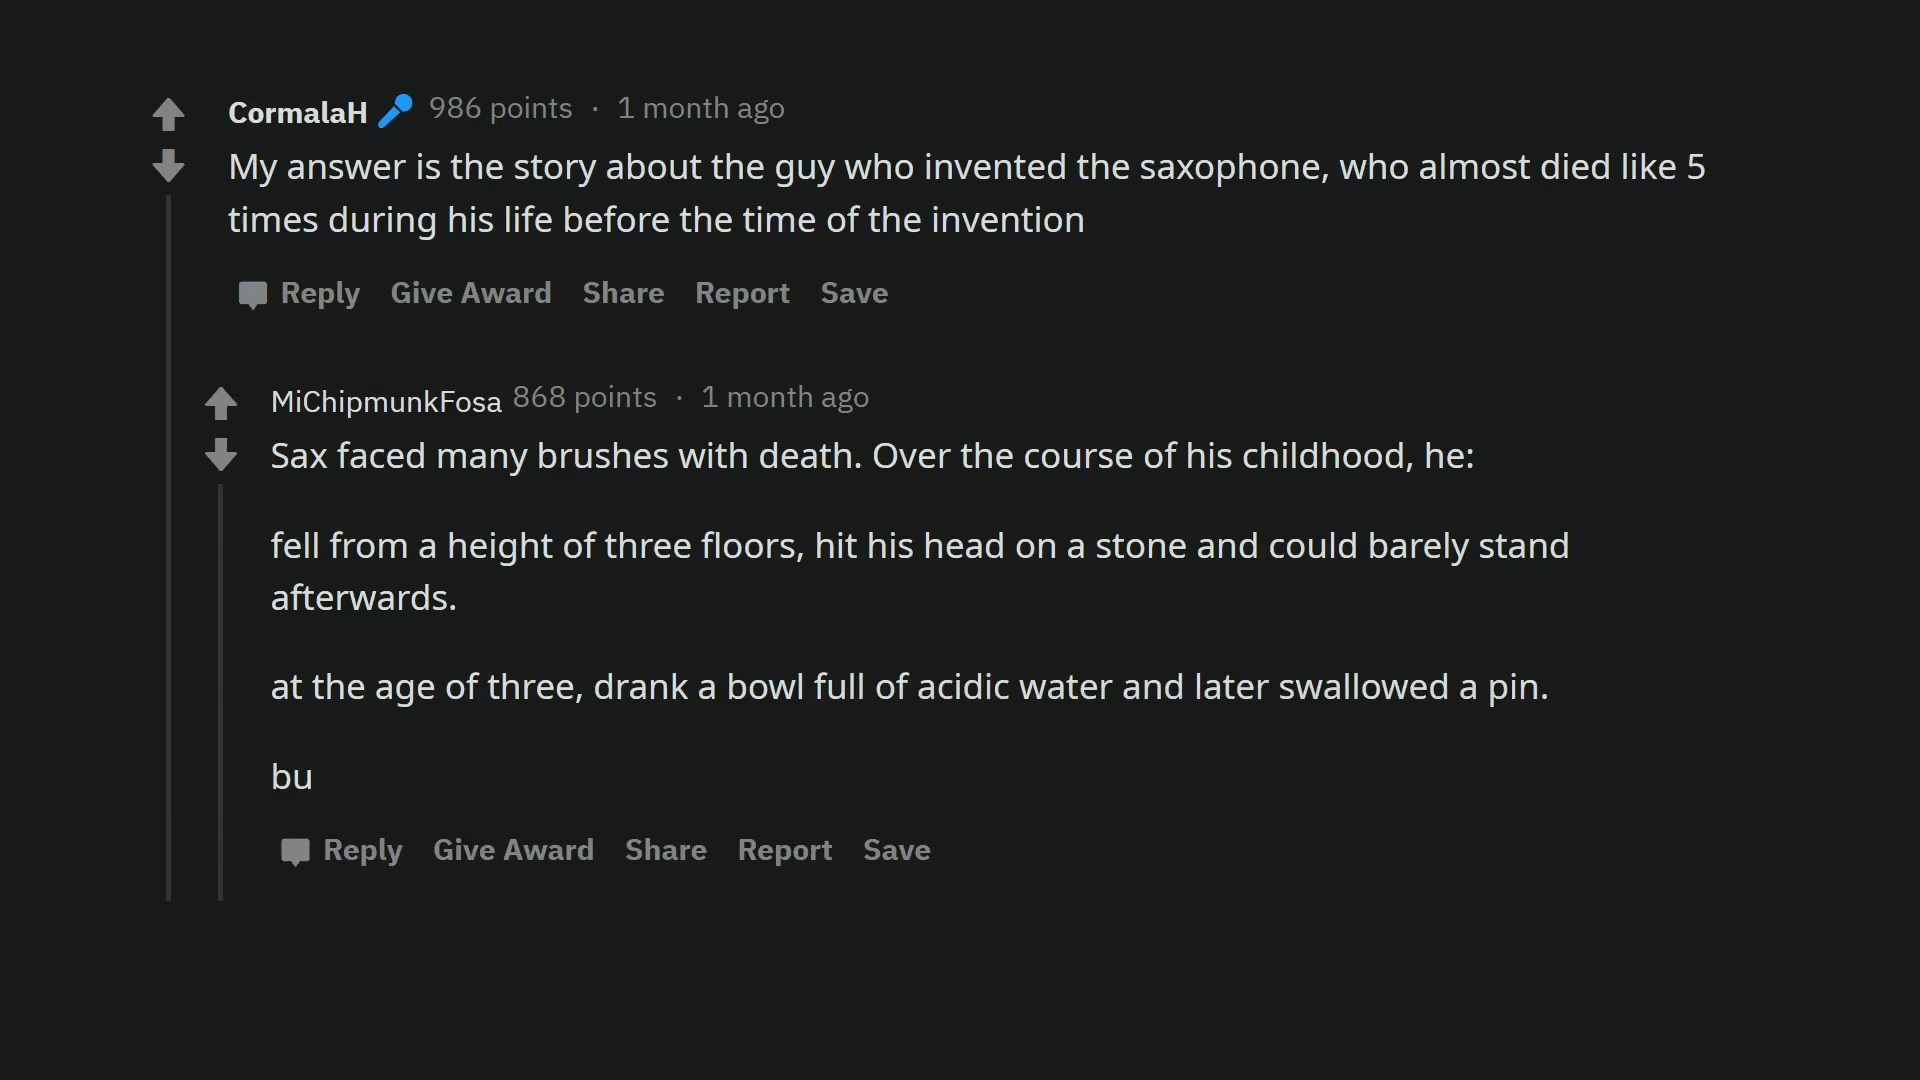 CormalaH 986 points · 1 month ago
My answer is the story about the guy who invented the saxophone, who almost died like 5
times during his life before the time of the invention
Reply Give Award Share Report Save
MiChipmunkFosa 868 points · 1 month ago
Sax faced many brushes with death. Over the course of his childhood, he:
fell from a height of three floors, hit his head on a stone and could barely stand
afterwards.
at the age of three, drank a bowl full of acidic water and later swallowed a pin.
bu
Reply Give Award Share Report Save